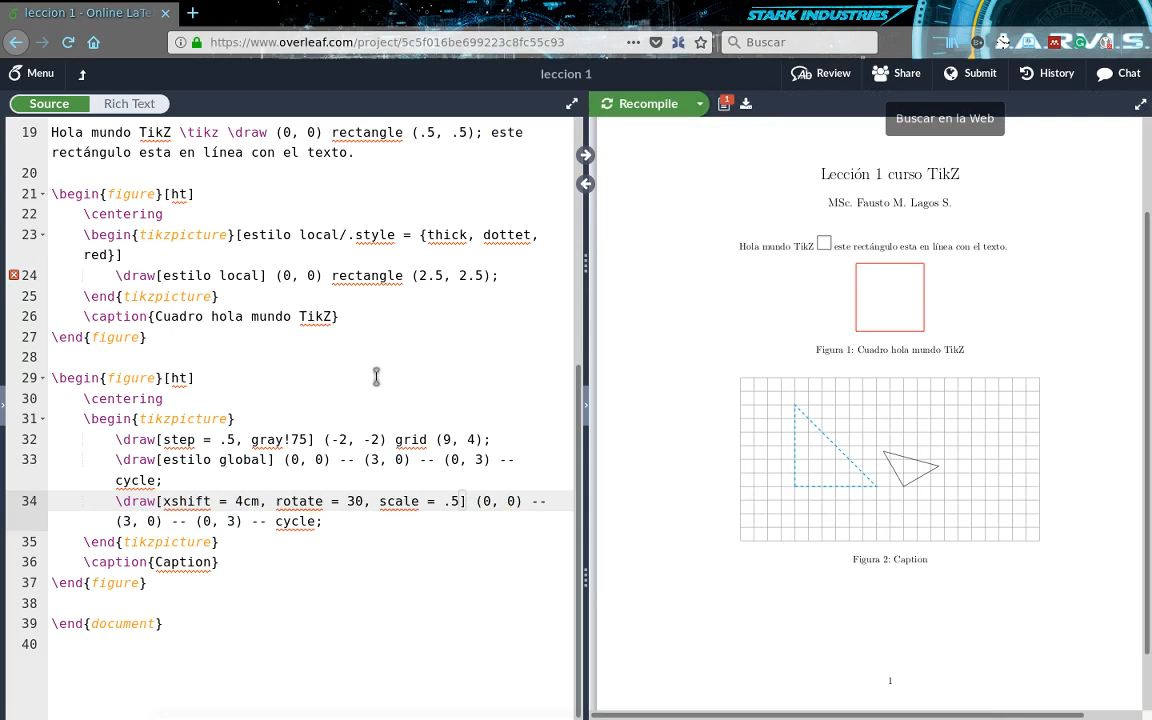 leccion 1 - Online LaTe
STARK INDUSTRIES
https://www.overleaf.com/project/5c5f016be699223c8fc55c93
Buscar
J.A.R.V.I.S.
Menu
leccion 1
Review
Share
Submit
History
Chat
Source
Rich Text
Recompile
1
Buscar en la Web
19 Hola mundo TikZ \tikz \draw (0, 0) rectangle (.5, .5); este
rectángulo esta en línea con el texto.
20
21 \begin{figure}[ht]
22 \centering
23 \begin{tikzpicture}[estilo local/.style = {thick, dottet,
red}]
24 \draw[estilo local] (0, 0) rectangle (2.5, 2.5);
25 \end{tikzpicture}
26 \caption{Cuadro hola mundo TikZ}
27 \end{figure}
28
29 \begin{figure}[ht]
30 \centering
31 \begin{tikzpicture}
32 \draw[step = .5, gray!75] (-2, -2) grid (9, 4);
33 \draw[estilo global] (0, 0) -- (3, 0) -- (0, 3) --
cycle;
34 \draw[xshift = 4cm, rotate = 30, scale = .5] (0, 0) --
(3, 0) -- (0, 3) -- cycle;
35 \end{tikzpicture}
36 \caption{Caption}
37 \end{figure}
38
39 \end{document}
40
Lección 1 curso TikZ
MSc. Fausto M. Lagos S.
Hola mundo TikZ este rectángulo esta en línea con el texto.
Figura 1: Cuadro hola mundo TikZ
Figura 2: Caption
1